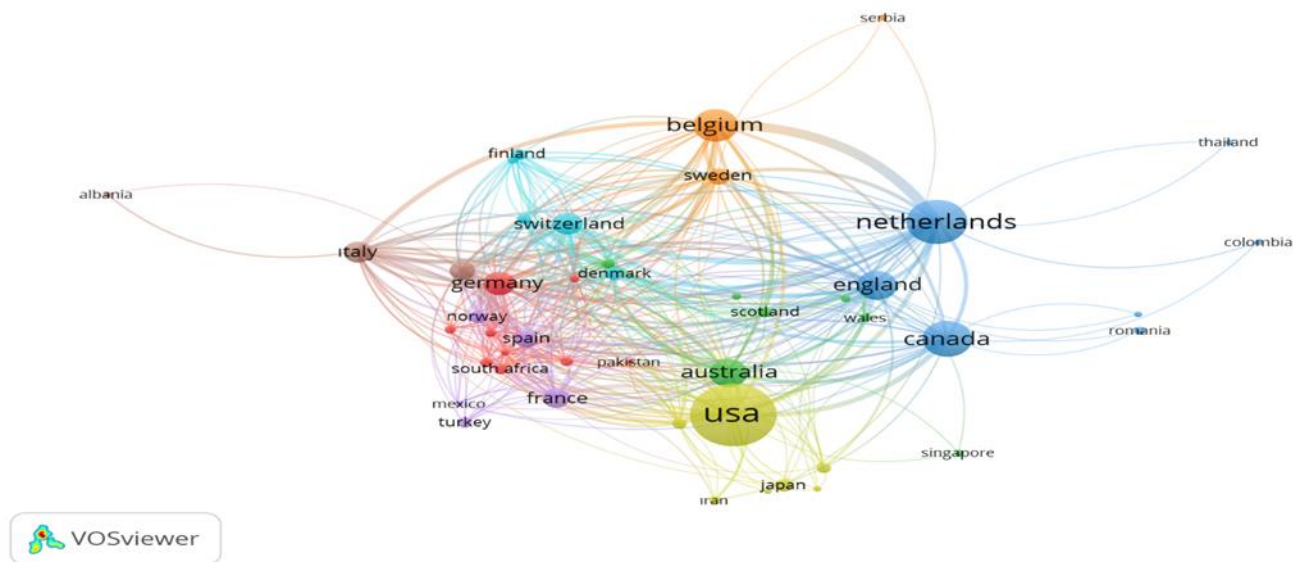 serbia
belgium
thailand
finland
sweden
albania
netherlands
switzerland
colombia
italy
denmark
germany
england
scotland
wales
norway
romania
spain
canada
pakistan
south africa
australia
france
mexico
usa
turkey
singapore
japan
iran
VOSviewer